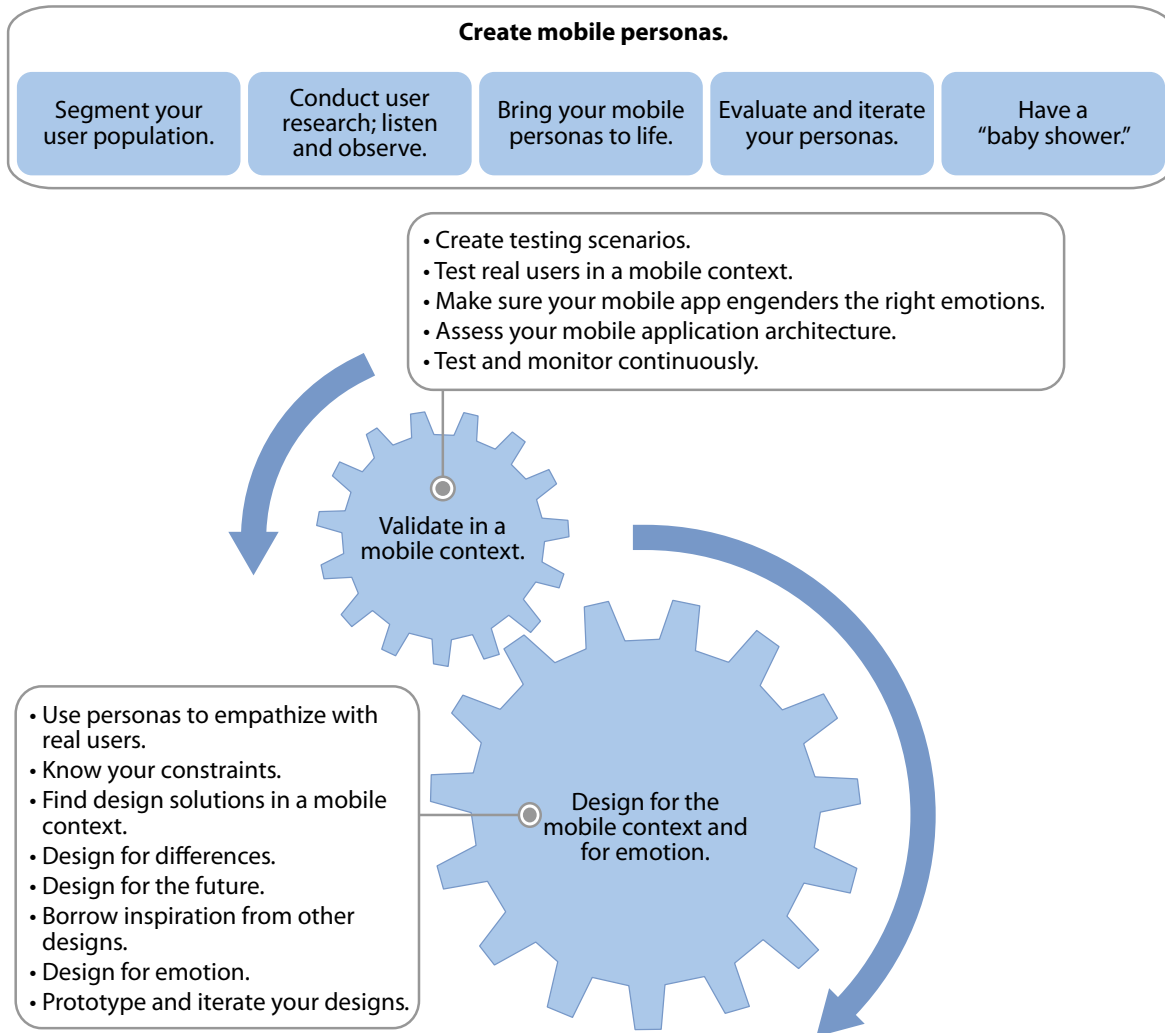 Create mobile personas.
Segment your
user population.
Conduct user
research; listen
and observe.
Bring your mobile
personas to life.
Evaluate and iterate
your personas.
Have a
“baby shower.”
• Create testing scenarios.
• Test real users in a mobile context.
• Make sure your mobile app engenders the right emotions.
• Assess your mobile application architecture.
• Test and monitor continuously.
Validate in a
mobile context.
• Use personas to empathize with
real users.
• Know your constraints.
• Find design solutions in a mobile
context.
• Design for differences.
• Design for the future.
• Borrow inspiration from other
designs.
• Design for emotion.
• Prototype and iterate your designs.
Design for the
mobile context and
for emotion.